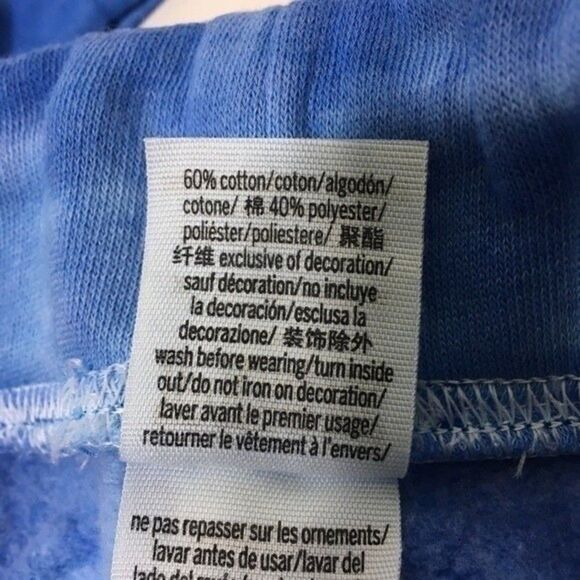 60% cotton/coton/algodón/
cotone/ 棉 40% polyester/
poliéster/poliestere/ 聚酯
纤维 exclusive of decoration/
sauf décoration/no incluye
la decoración/esclusa la
decorazione/ 装饰除外
wash before wearing/turn inside
out/do not iron on decoration/
laver avant le premier usage/
retourner le vêtement à l'envers/
ne pas repasser sur les ornements/
lavar antes de usar/lavar del
lado del